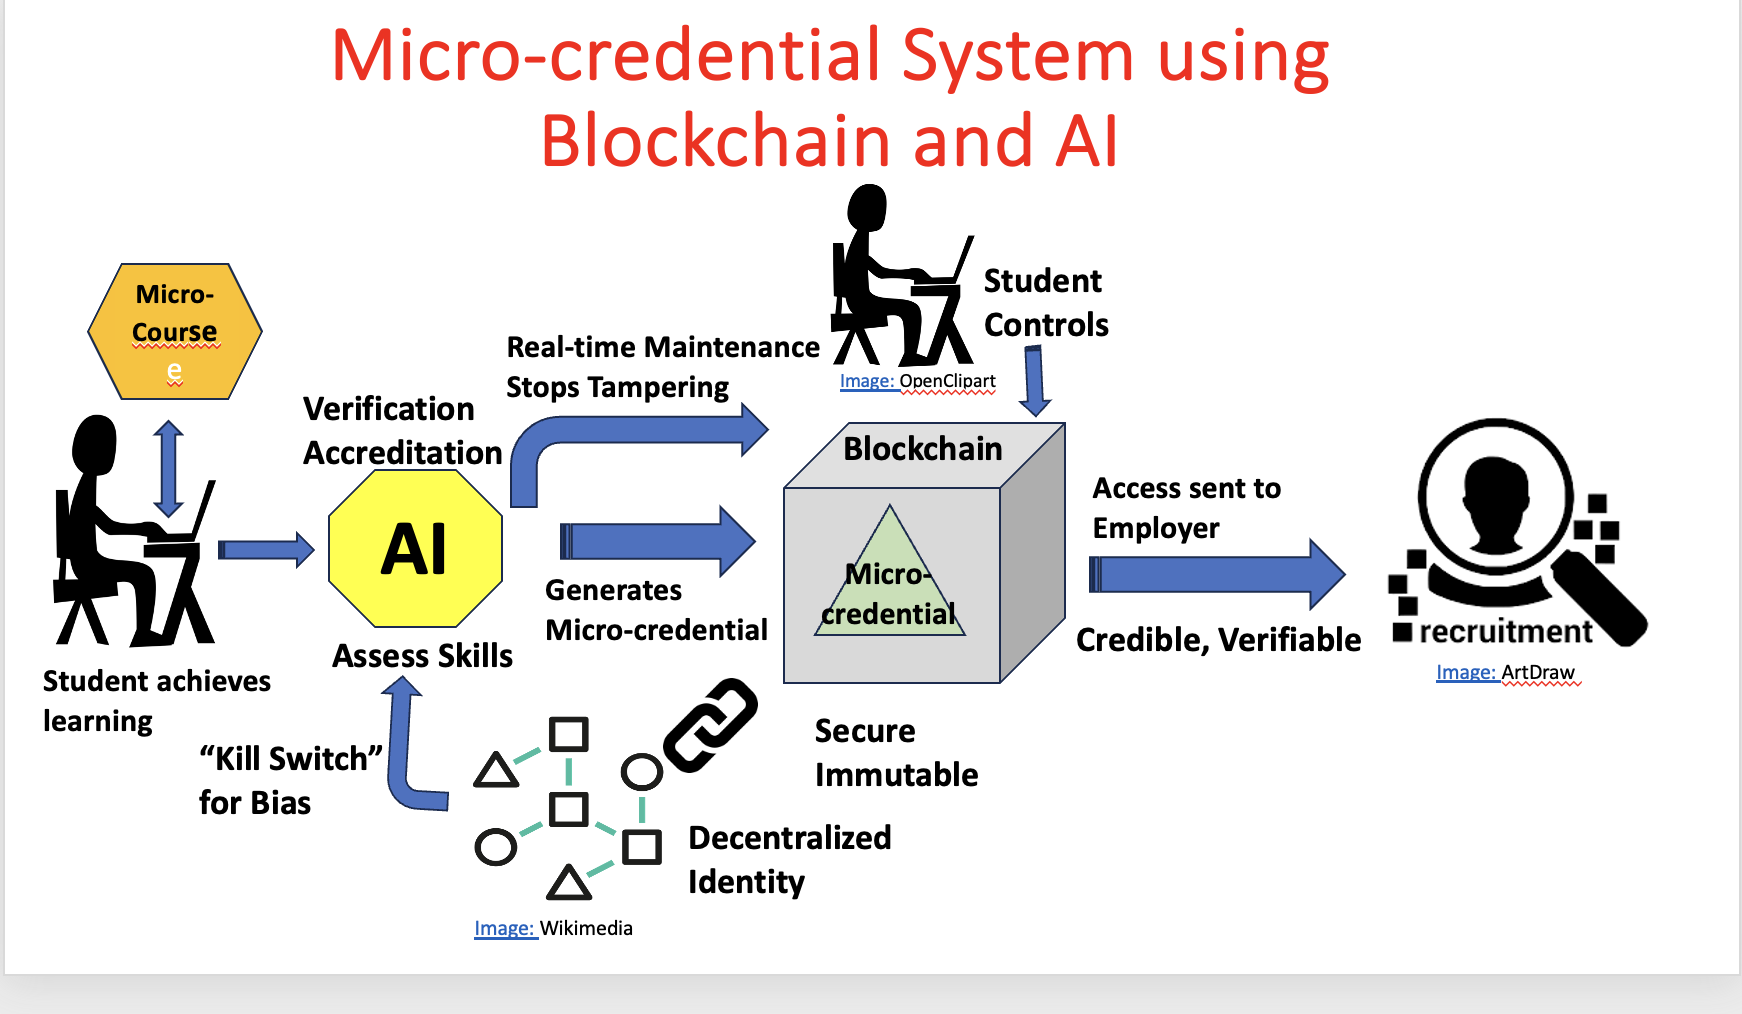 Micro-credential System using
Blockchain and AI
Micro-
Course
e
Student achieves
learning
Verification
Accreditation
AI
Assess Skills
"Kill Switch"
for Bias
Real-time Maintenance
Stops Tampering
Generates
Micro-credential
Image: OpenClipart
Student
Controls
Blockchain
Micro-
credential
Secure
Immutable
Decentralized
Identity
Image: Wikimedia
Access sent to
Employer
Credible, Verifiable
recruitment
Image: ArtDraw